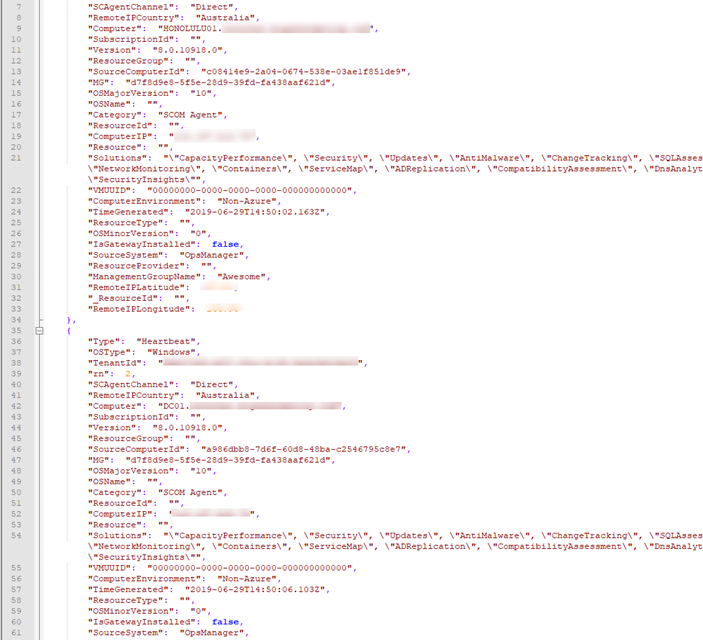 7 "SCAgentChannel": "Direct",
8 "RemoteIPCountry": "Australia",
9 "Computer": "HONOLULU01. ",
10 "SubscriptionId": "",
11 "Version": "8.0.10918.0",
12 "ResourceGroup": "",
13 "SourceComputerId": "c08414e9-2a04-0674-538e-03ae1f851de9",
14 "MG": "d7f8d9e8-5f5e-28d9-39fd-fa438aaf621d",
15 "OSMajorVersion": "10",
16 "OSName": "",
17 "Category": "SCOM Agent",
18 "ResourceId": "",
19 "ComputerIP": " ",
20 "Resource": "",
21 "Solutions": "\"CapacityPerformance\", \"Security\", \"Updates\", \"AntiMalware\", \"ChangeTracking\", \"SQLAsses
\"NetworkMonitoring\", \"Containers\", \"ServiceMap\", \"ADReplication\", \"CompatibilityAssessment\", \"DnsAnalyt
\"SecurityInsights\"",
22 "VMUUID": "00000000-0000-0000-0000-000000000000",
23 "ComputerEnvironment": "Non-Azure",
24 "TimeGenerated": "2019-06-29T14:50:02.163Z",
25 "ResourceType": "",
26 "OSMinorVersion": "0",
27 "IsGatewayInstalled": false,
28 "SourceSystem": "OpsManager",
29 "ResourceProvider": "",
30 "ManagementGroupName": "Awesome",
31 "RemoteIPLatitude": ,
32 "_ResourceId": "",
33 "RemoteIPLongitude":
34 },
35 {
36 "Type": "Heartbeat",
37 "OSType": "Windows",
38 "TenantId": " ",
39 "rn": 2,
40 "SCAgentChannel": "Direct",
41 "RemoteIPCountry": "Australia",
42 "Computer": "DC01. ",
43 "SubscriptionId": "",
44 "Version": "8.0.10918.0",
45 "ResourceGroup": "",
46 "SourceComputerId": "a986dbb8-7d6f-60d8-48ba-c2546795c8e7",
47 "MG": "d7f8d9e8-5f5e-28d9-39fd-fa438aaf621d",
48 "OSMajorVersion": "10",
49 "OSName": "",
50 "Category": "SCOM Agent",
51 "ResourceId": "",
52 "ComputerIP": " ",
53 "Resource": "",
54 "Solutions": "\"CapacityPerformance\", \"Security\", \"Updates\", \"AntiMalware\", \"ChangeTracking\", \"SQLAsses
\"NetworkMonitoring\", \"Containers\", \"ServiceMap\", \"ADReplication\", \"CompatibilityAssessment\", \"DnsAnalyt
\"SecurityInsights\"",
55 "VMUUID": "00000000-0000-0000-0000-000000000000",
56 "ComputerEnvironment": "Non-Azure",
57 "TimeGenerated": "2019-06-29T14:50:06.103Z",
58 "ResourceType": "",
59 "OSMinorVersion": "0",
60 "IsGatewayInstalled": false,
61 "SourceSystem": "OpsManager",